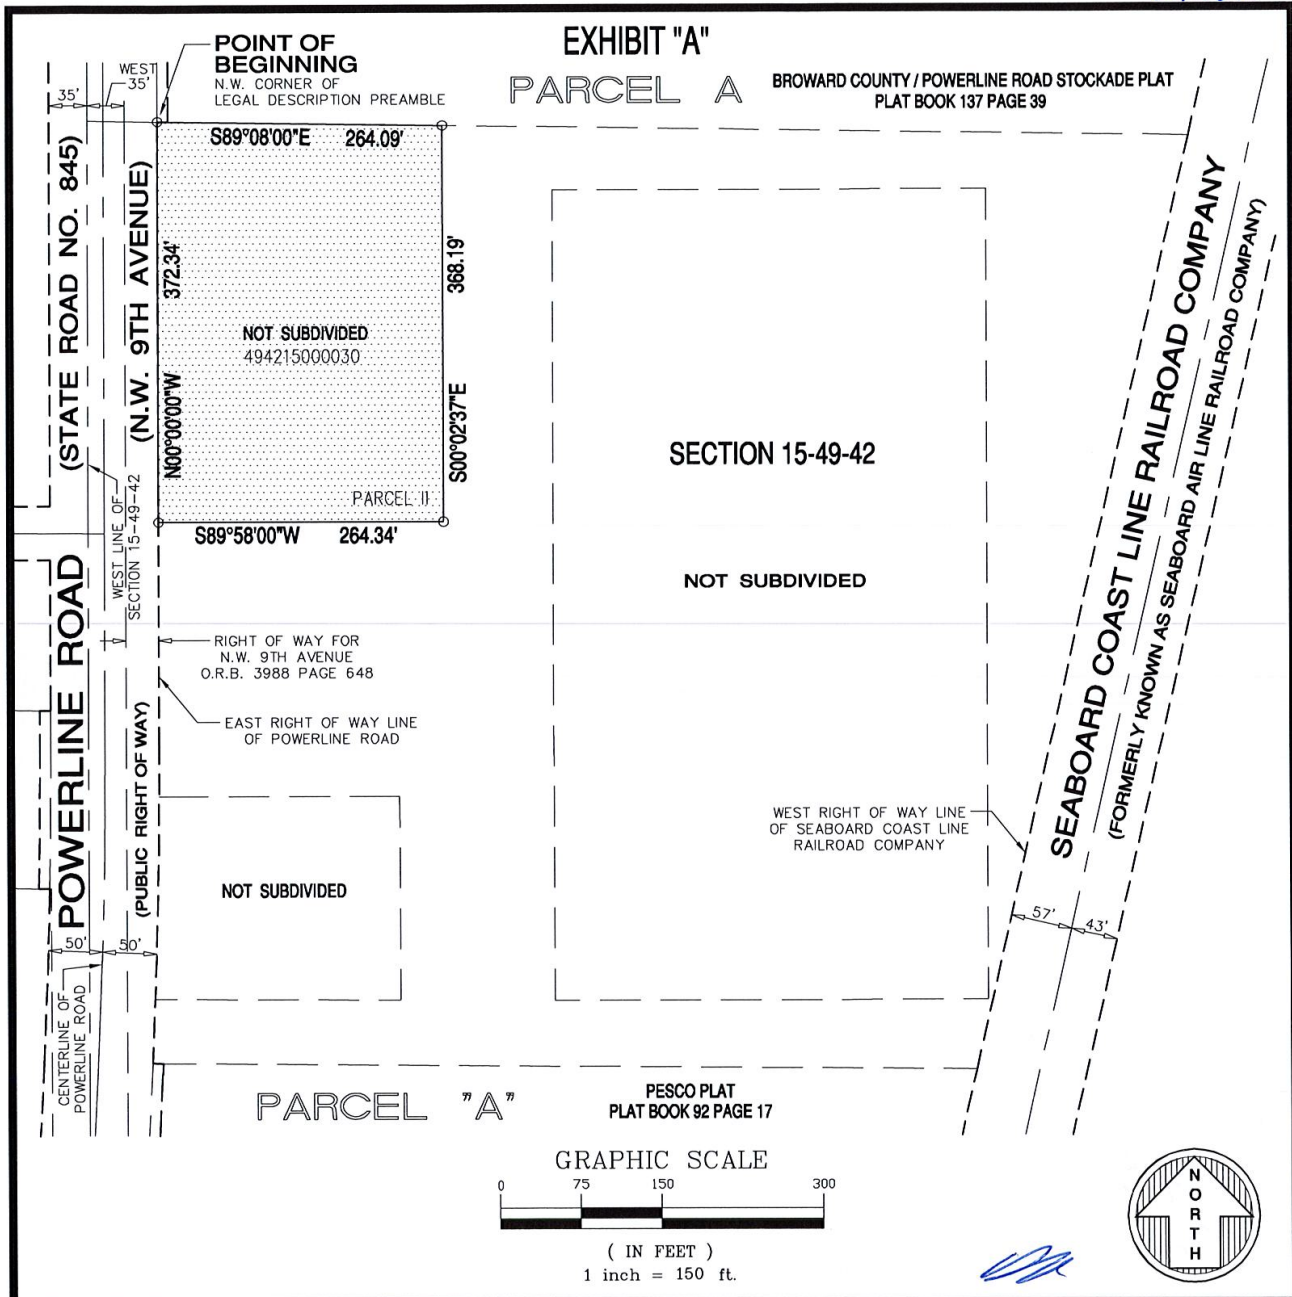 EXHIBIT "A"
POINT OF
BEGINNING
N.W. CORNER OF
LEGAL DESCRIPTION PREAMBLE
PARCEL A
BROWARD COUNTY / POWERLINE ROAD STOCKADE PLAT
PLAT BOOK 137 PAGE 39
WEST
35'
35'
S89°08'00"E 264.09'
(STATE ROAD NO. 845)
(N.W. 9TH AVENUE)
372.34'
N00°00'00"W
368.19'
S00°02'37"E
NOT SUBDIVIDED
494215000030
PARCEL II
S89°58'00"W 264.34'
WEST LINE OF
SECTION 15-49-42
SECTION 15-49-42
NOT SUBDIVIDED
SEABOARD COAST LINE RAILROAD COMPANY
(FORMERLY KNOWN AS SEABOARD AIR LINE RAILROAD COMPANY)
POWERLINE ROAD
(PUBLIC RIGHT OF WAY)
RIGHT OF WAY FOR
N.W. 9TH AVENUE
O.R.B. 3988 PAGE 648
EAST RIGHT OF WAY LINE
OF POWERLINE ROAD
WEST RIGHT OF WAY LINE
OF SEABOARD COAST LINE
RAILROAD COMPANY
NOT SUBDIVIDED
57'
43'
50'
50'
CENTERLINE OF
POWERLINE ROAD
PARCEL "A"
PESCO PLAT
PLAT BOOK 92 PAGE 17
GRAPHIC SCALE
0 75 150 300
( IN FEET )
1 inch = 150 ft.
NORTH